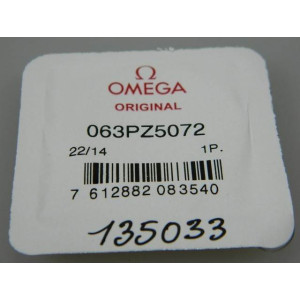 OMEGA
ORIGINAL
063PZ5072
22/14 1P.
7 612882 083540
135033